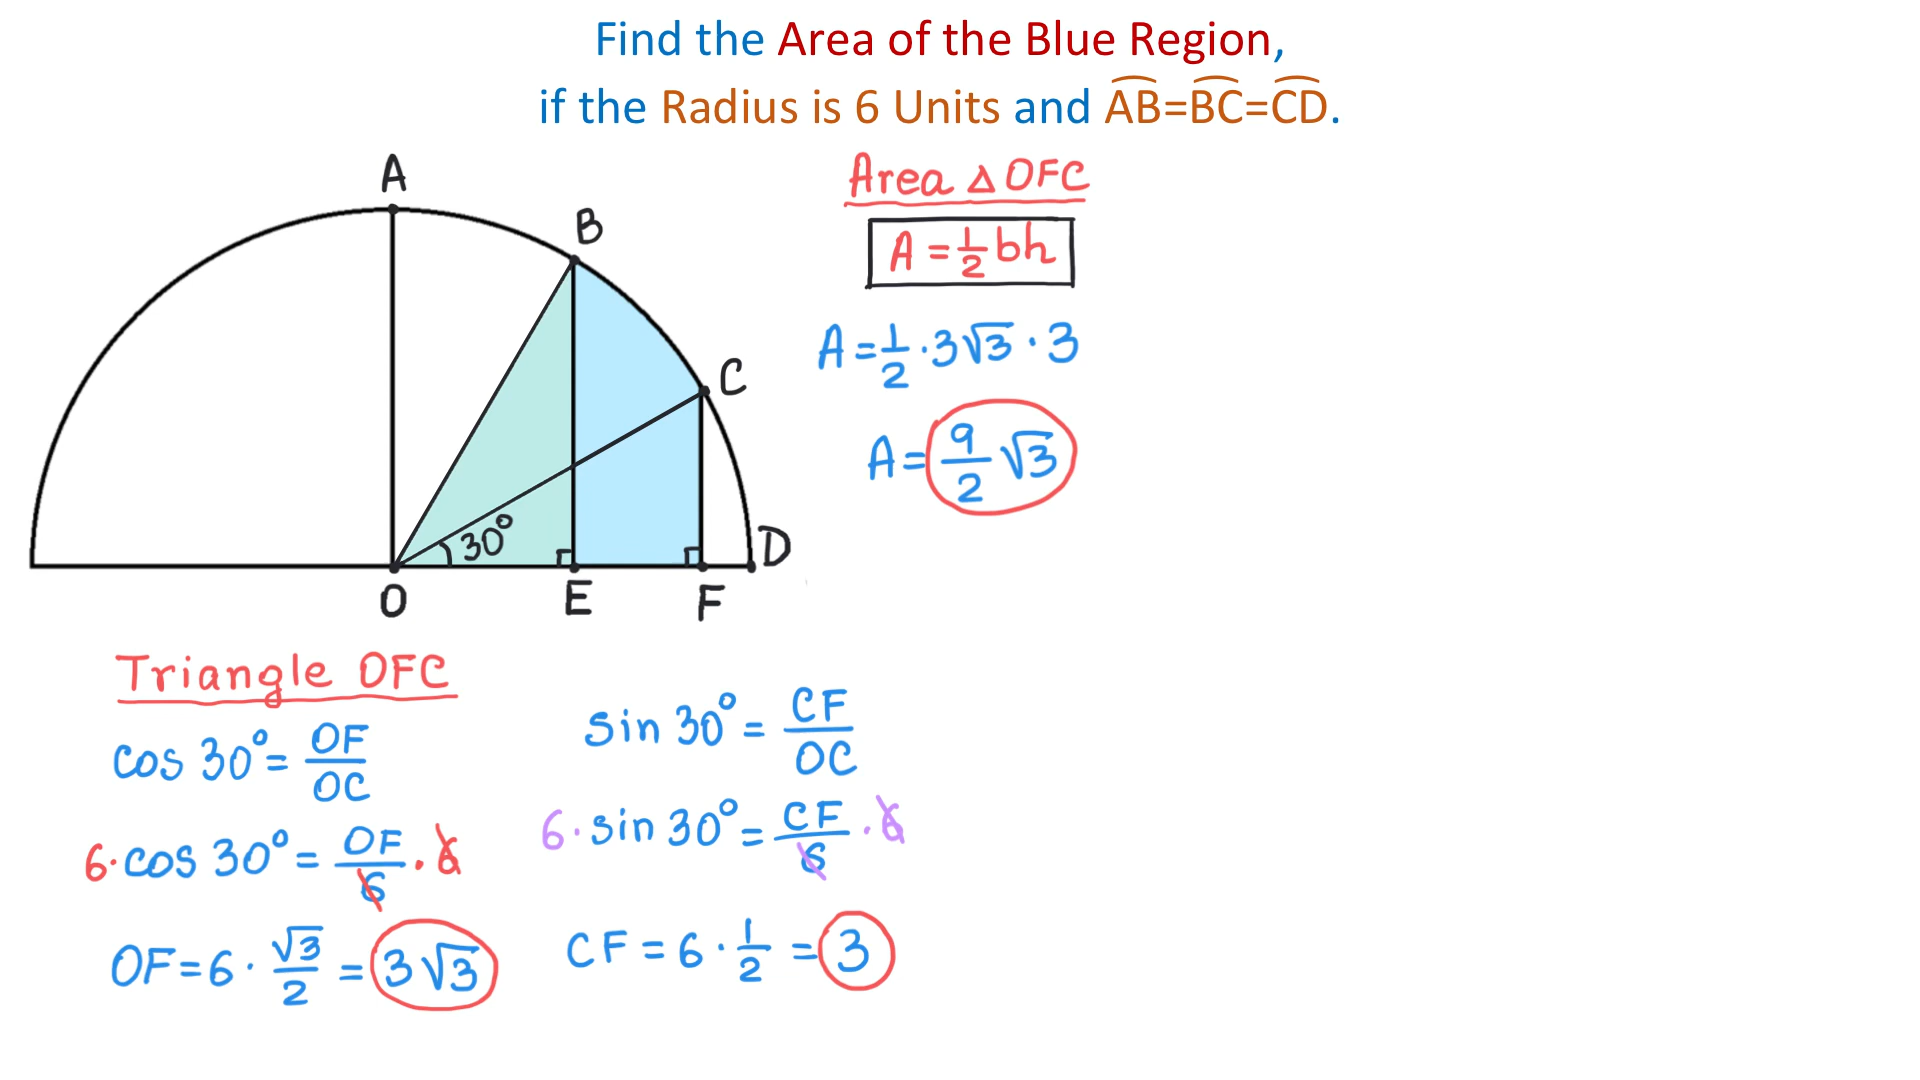 Find the Area of the Blue Region,
if the Radius is 6 Units and AB=BC=CD.
A
B
C
D
30°
O
E
F
Area △ OFC
A = 1/2 bh
A = 1/2 · 3√3 · 3
A = 9/2 √3
Triangle OFC
cos 30° = OF/OC
6 · cos 30° = OF/6 · 6
OF = 6 · √3/2 = 3√3
sin 30° = CF/OC
6 · sin 30° = CF/6 · 6
CF = 6 · 1/2 = 3